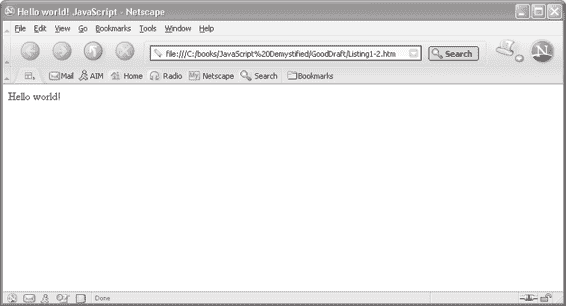 Hello world! JavaScript - Netscape
File Edit View Go Bookmarks Tools Window Help
file:///C:/books/JavaScript%20Demystified/GoodDraft/Listing1-2.htm Search N
Mail AIM Home Radio My Netscape Search Bookmarks
Hello world!
Done